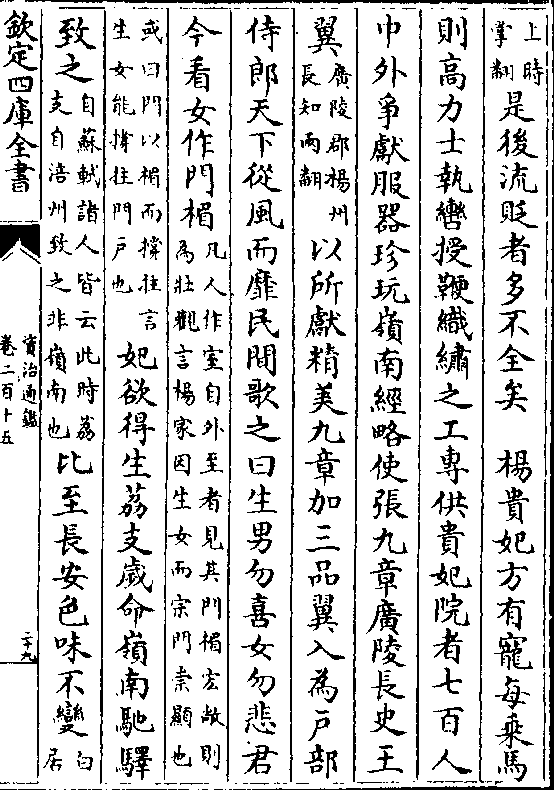 上時掌翻是後流貶者多不全矣　楊貴妃方有寵每乘馬
則高力士執轡授鞭織繡之工專供貴妃院者七百人
中外爭獻服器珍玩嶺南經略使張九章廣陵長史王
翼廣陵郡楊州長知兩翻以所獻精美九章加三品翼入為戶部
侍郎天下從風而靡民間歌之曰生男勿喜女勿悲君
今看女作門楣凡人作室自外至者見其門楣宏敞則為壯觀言楊家因生女而宗門崇顯也
或曰門以楣而撐拄言生女能撐拄門戶也妃欲得生荔支歲命嶺南馳驛
致之自蘇軾諸人皆云此時荔支自涪州致之非嶺南也比至長安色味不變白居
欽定四庫全書
資治通鑑
卷二百十五
二十九